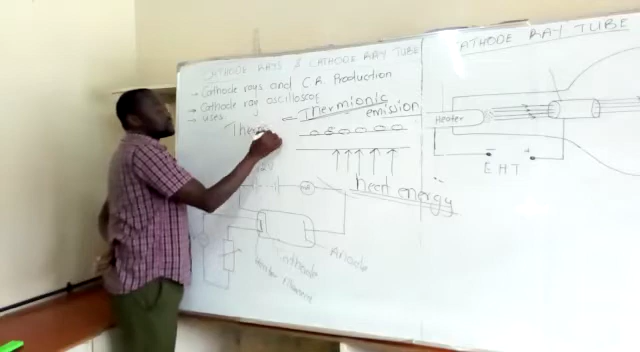 CATHODE RAYS & CATHODE RAY TUBE
→ Cathode rays and C R Production
→ Cathode ray oscilloscope
→ uses
Thermionic
emission
Therm
heat energy
Cathode
Anode
Heater filament
CATHODE RAY TUBE
Heater
- +
E H T